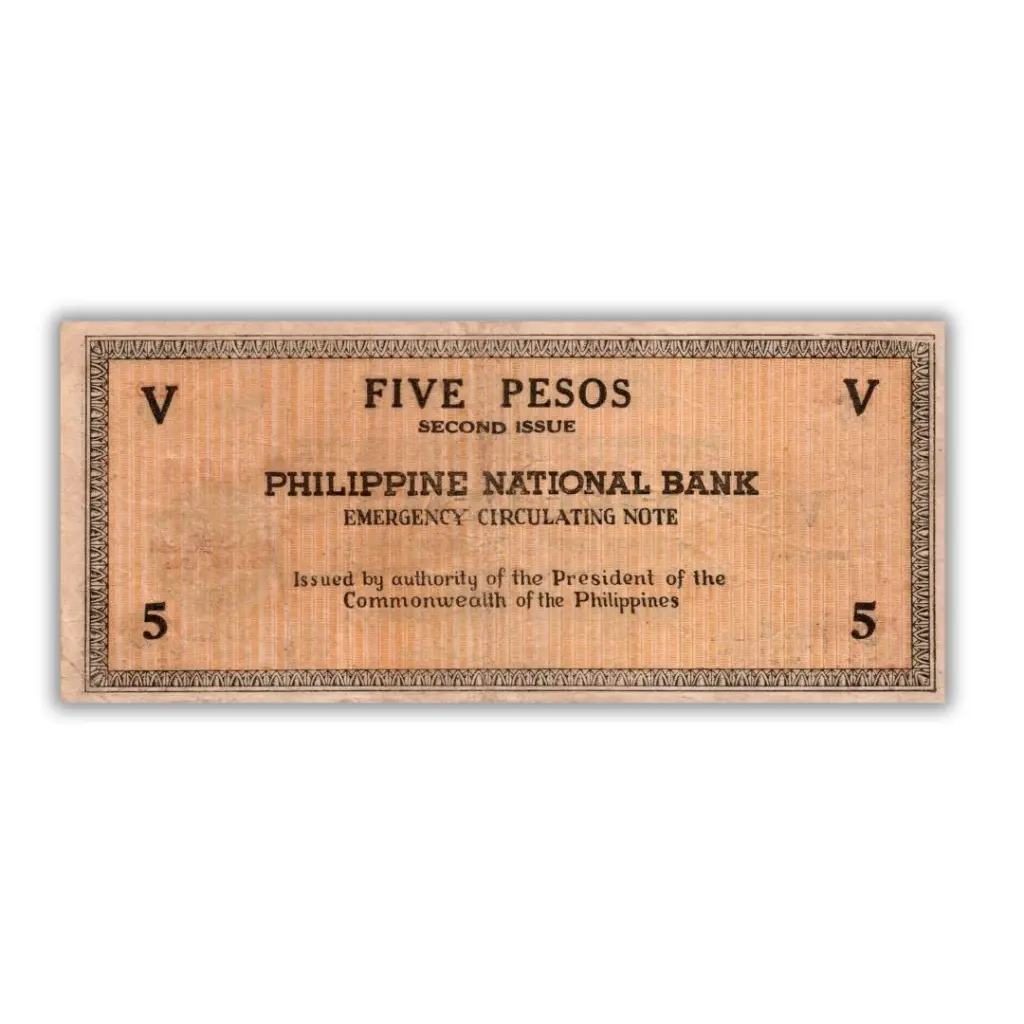 V FIVE PESOS V
SECOND ISSUE
PHILIPPINE NATIONAL BANK
EMERGENCY CIRCULATING NOTE
Issued by authority of the President of the
Commonwealth of the Philippines
5 5